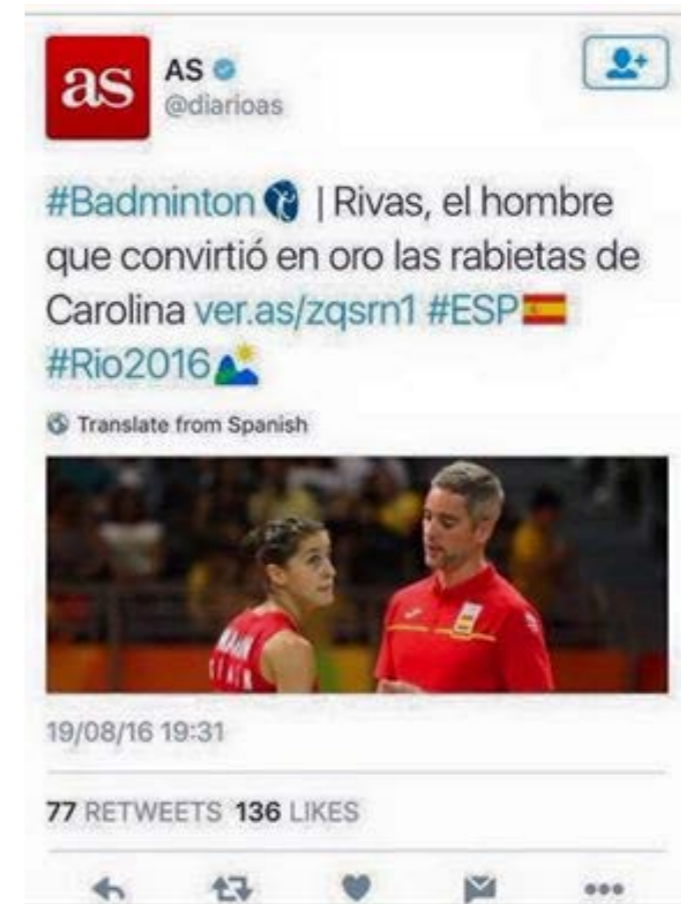 as
AS
@diarioas
#Badminton | Rivas, el hombre
que convirtió en oro las rabietas de
Carolina ver.as/zqsrn1 #ESP
#Rio2016
Translate from Spanish
19/08/16 19:31
77 RETWEETS 136 LIKES